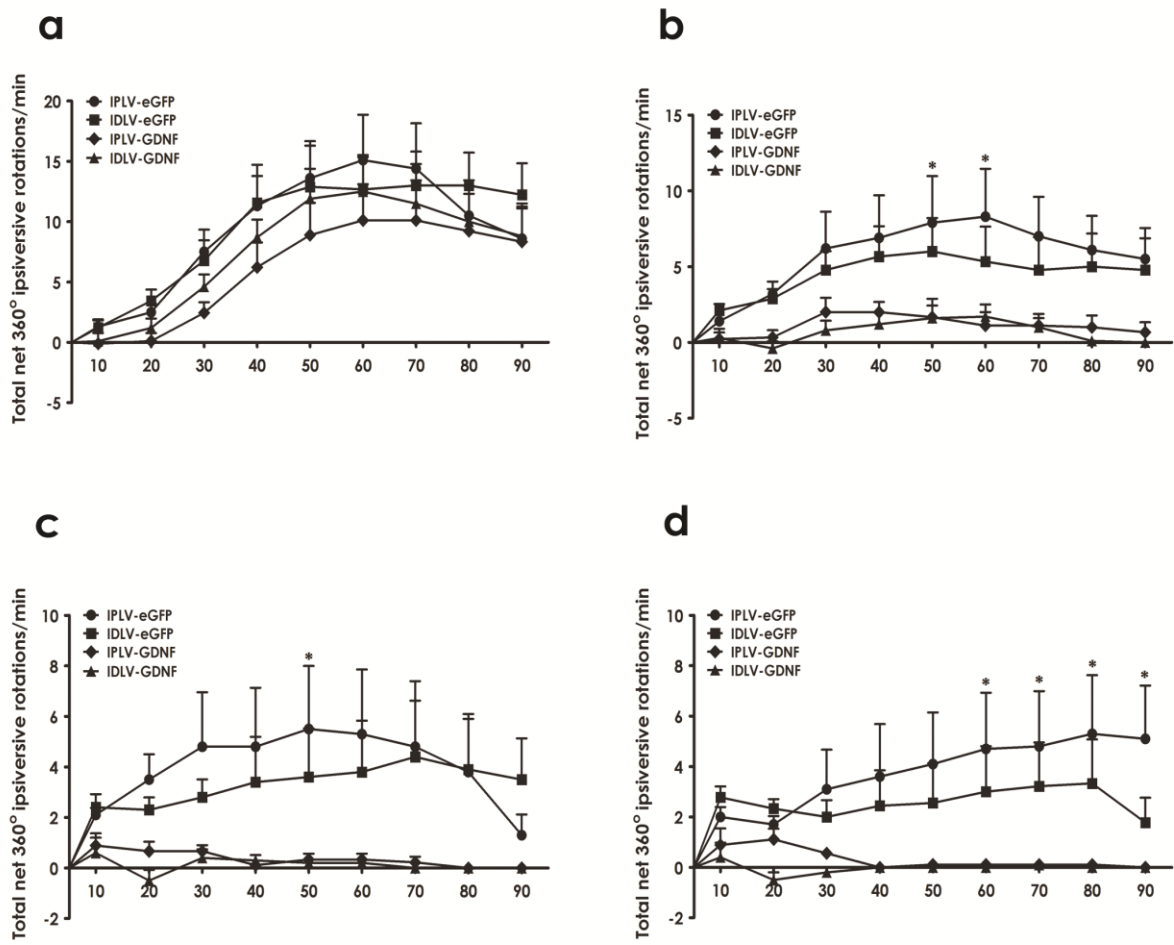 a
Total net 360° ipsiversive rotations/min
IPLV-eGFP
IDLV-eGFP
IPLV-GDNF
IDLV-GDNF
20
15
10
5
0
-5
10 20 30 40 50 60 70 80 90
b
Total net 360° ipsiversive rotations/min
IPLV-eGFP
IDLV-eGFP
IPLV-GDNF
IDLV-GDNF
15
10
5
0
-5
* *
10 20 30 40 50 60 70 80 90
c
Total net 360° ipsiversive rotations/min
IPLV-eGFP
IDLV-eGFP
IPLV-GDNF
IDLV-GDNF
10
8
6
4
2
0
-2
*
10 20 30 40 50 60 70 80 90
d
Total net 360° ipsiversive rotations/min
IPLV-eGFP
IDLV-eGFP
IPLV-GDNF
IDLV-GDNF
10
8
6
4
2
0
-2
* * * *
10 20 30 40 50 60 70 80 90